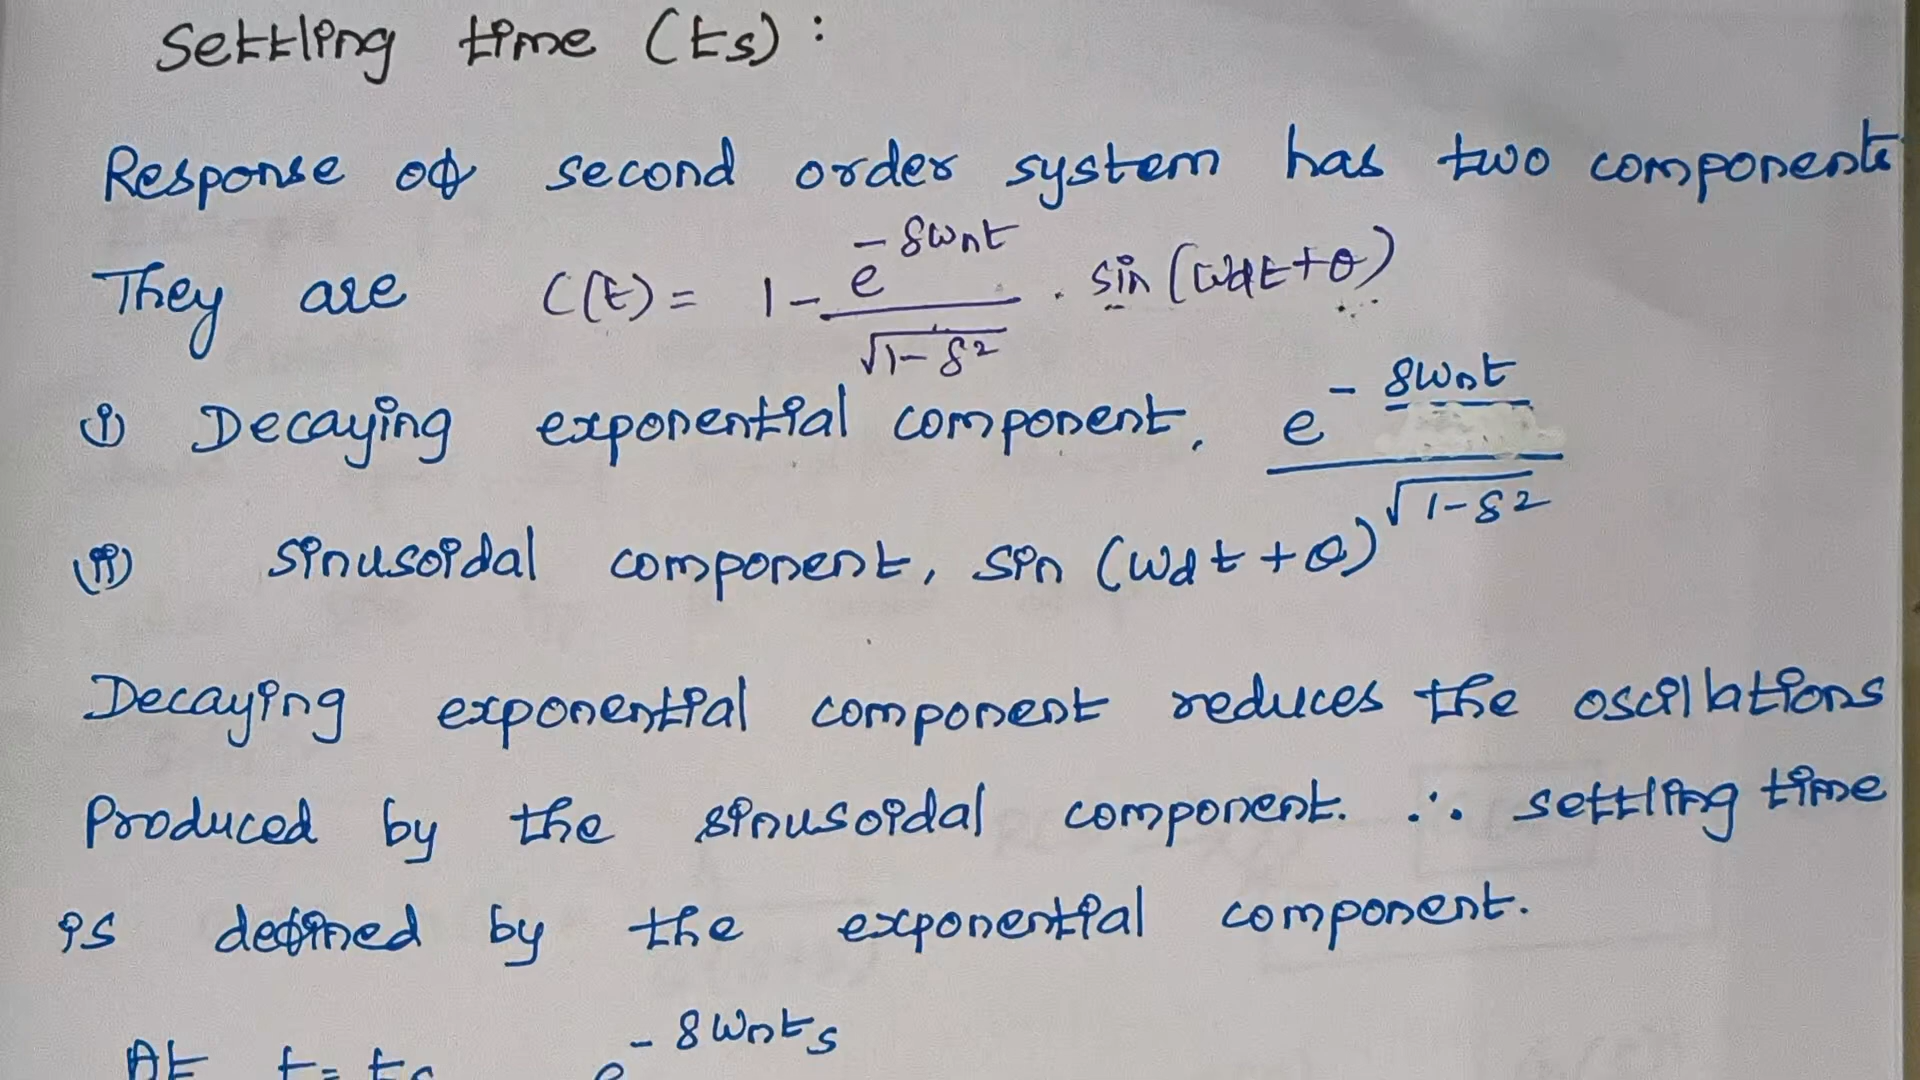 Settling time (ts) :
Response of second order system has two components
They are C(t) = 1 - e^{-δωnt} / √1-δ² . sin (ωdt+θ)
(i) Decaying exponential component, e^{-δωnt} / √1-δ²
(ii) sinusoidal component, sin (ωdt+θ)
Decaying exponential component reduces the oscillations
Produced by the sinusoidal component. ∴ settling time
is defined by the exponential component.
At t = ts e^{-δωnts}